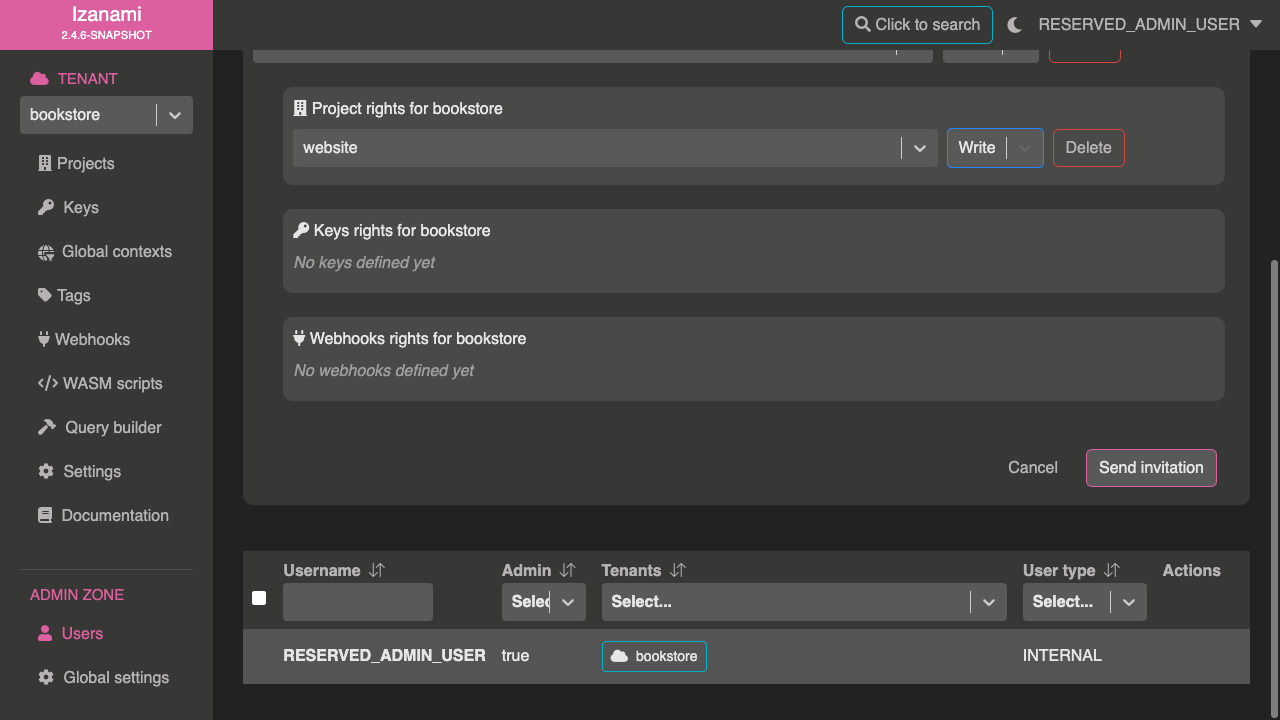 Izanami
2.4.6-SNAPSHOT
Click to search
RESERVED_ADMIN_USER
TENANT
bookstore
Projects
Keys
Global contexts
Tags
Webhooks
WASM scripts
Query builder
Settings
Documentation
ADMIN ZONE
Users
Global settings
Project rights for bookstore
website
Write
Delete
Keys rights for bookstore
No keys defined yet
Webhooks rights for bookstore
No webhooks defined yet
Cancel
Send invitation
Username
Admin
Tenants
User type
Actions
Selec
Select...
Select...
RESERVED_ADMIN_USER
true
bookstore
INTERNAL